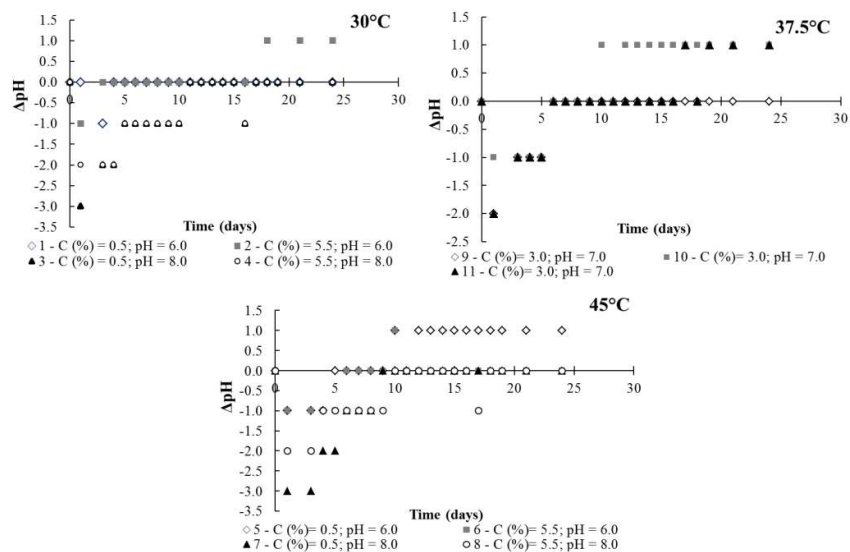 30°C
1.5
1.0
0.5
0.0
-0.5
-1.0
-1.5
-2.0
-2.5
-3.0
-3.5
ΔpH
0 5 10 15 20 25 30
Time (days)
◇ 1 - C (%) = 0.5; pH = 6.0 ■ 2 - C (%) = 5.5; pH = 6.0
▲ 3 - C (%) = 0.5; pH = 8.0 ○ 4 - C (%) = 5.5; pH = 8.0
37.5°C
1.5
1.0
0.5
0.0
-0.5
-1.0
-1.5
-2.0
-2.5
ΔpH
0 5 10 15 20 25 30
Time (days)
◇ 9 - C (%)= 3.0; pH = 7.0 ■ 10 - C (%)= 3.0; pH = 7.0
▲ 11 - C (%)= 3.0; pH = 7.0
45°C
1.5
1.0
0.5
0.0
-0.5
-1.0
-1.5
-2.0
-2.5
-3.0
-3.5
ΔpH
0 5 10 15 20 25 30
Time (days)
◇ 5 - C (%)= 0.5; pH = 6.0 ■ 6 - C (%)= 5.5; pH = 6.0
▲ 7 - C (%)= 0.5; pH = 8.0 ○ 8 - C (%)= 5.5; pH = 8.0